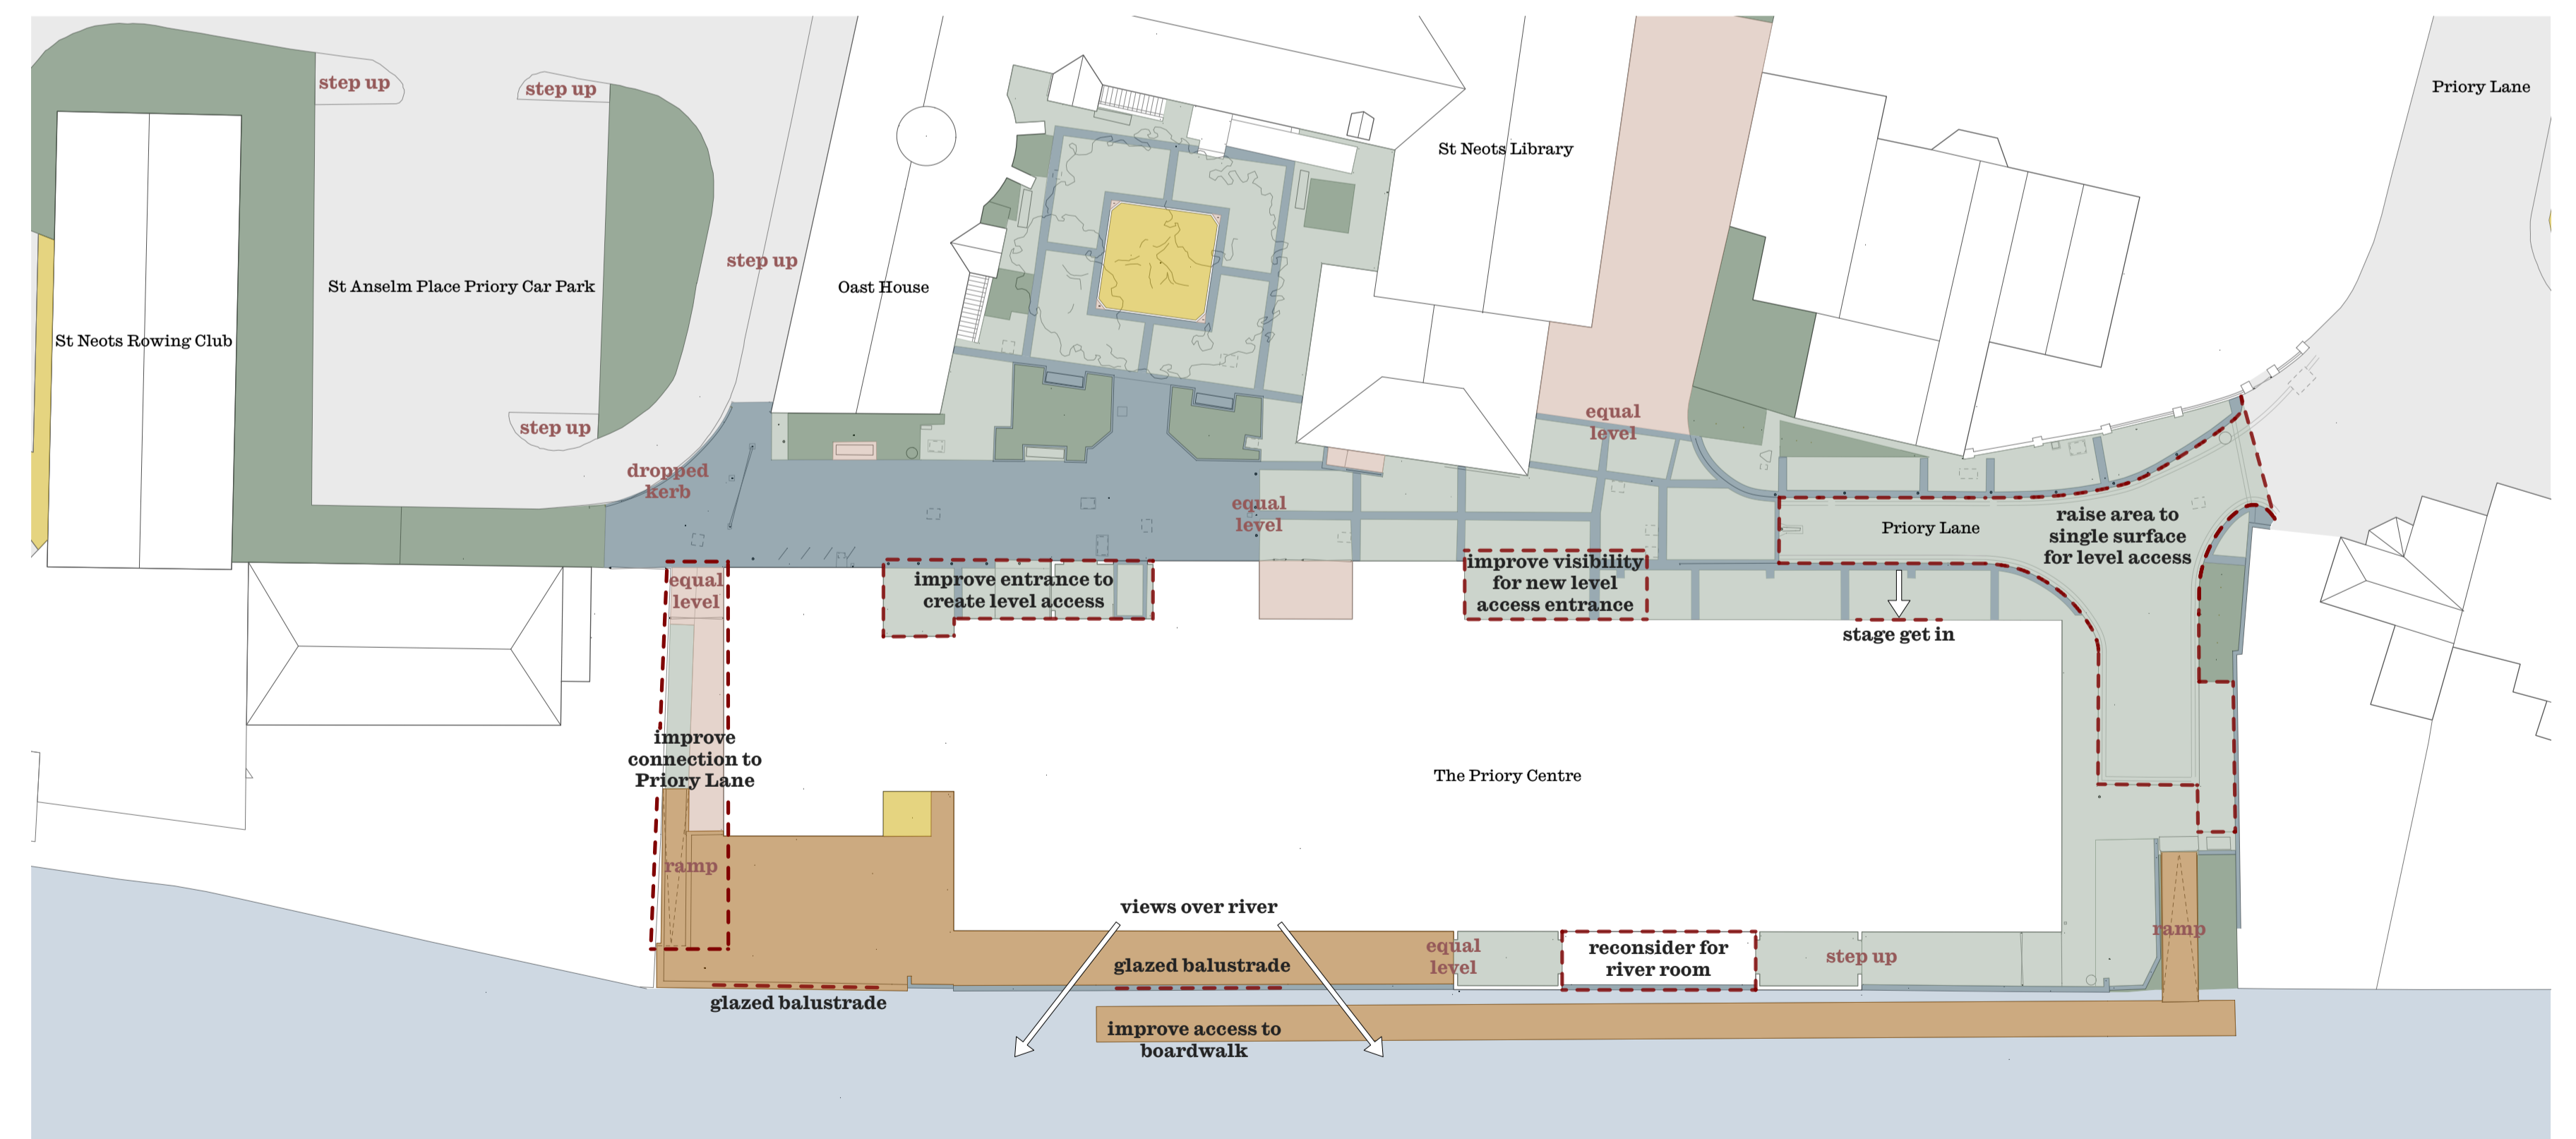 step up
step up
Priory Lane
St Neots Library
step up
St Anselm Place Priory Car Park
Oast House
St Neots Rowing Club
equal
level
step up
dropped
kerb
equal
level
Priory Lane
raise area to
single surface
for level access
equal
level
improve entrance to
create level access
improve visibility
for new level
access entrance
stage get in
improve
connection to
Priory Lane
The Priory Centre
ramp
views over river
glazed balustrade
equal
level
reconsider for
river room
step up
ramp
glazed balustrade
improve access to
boardwalk